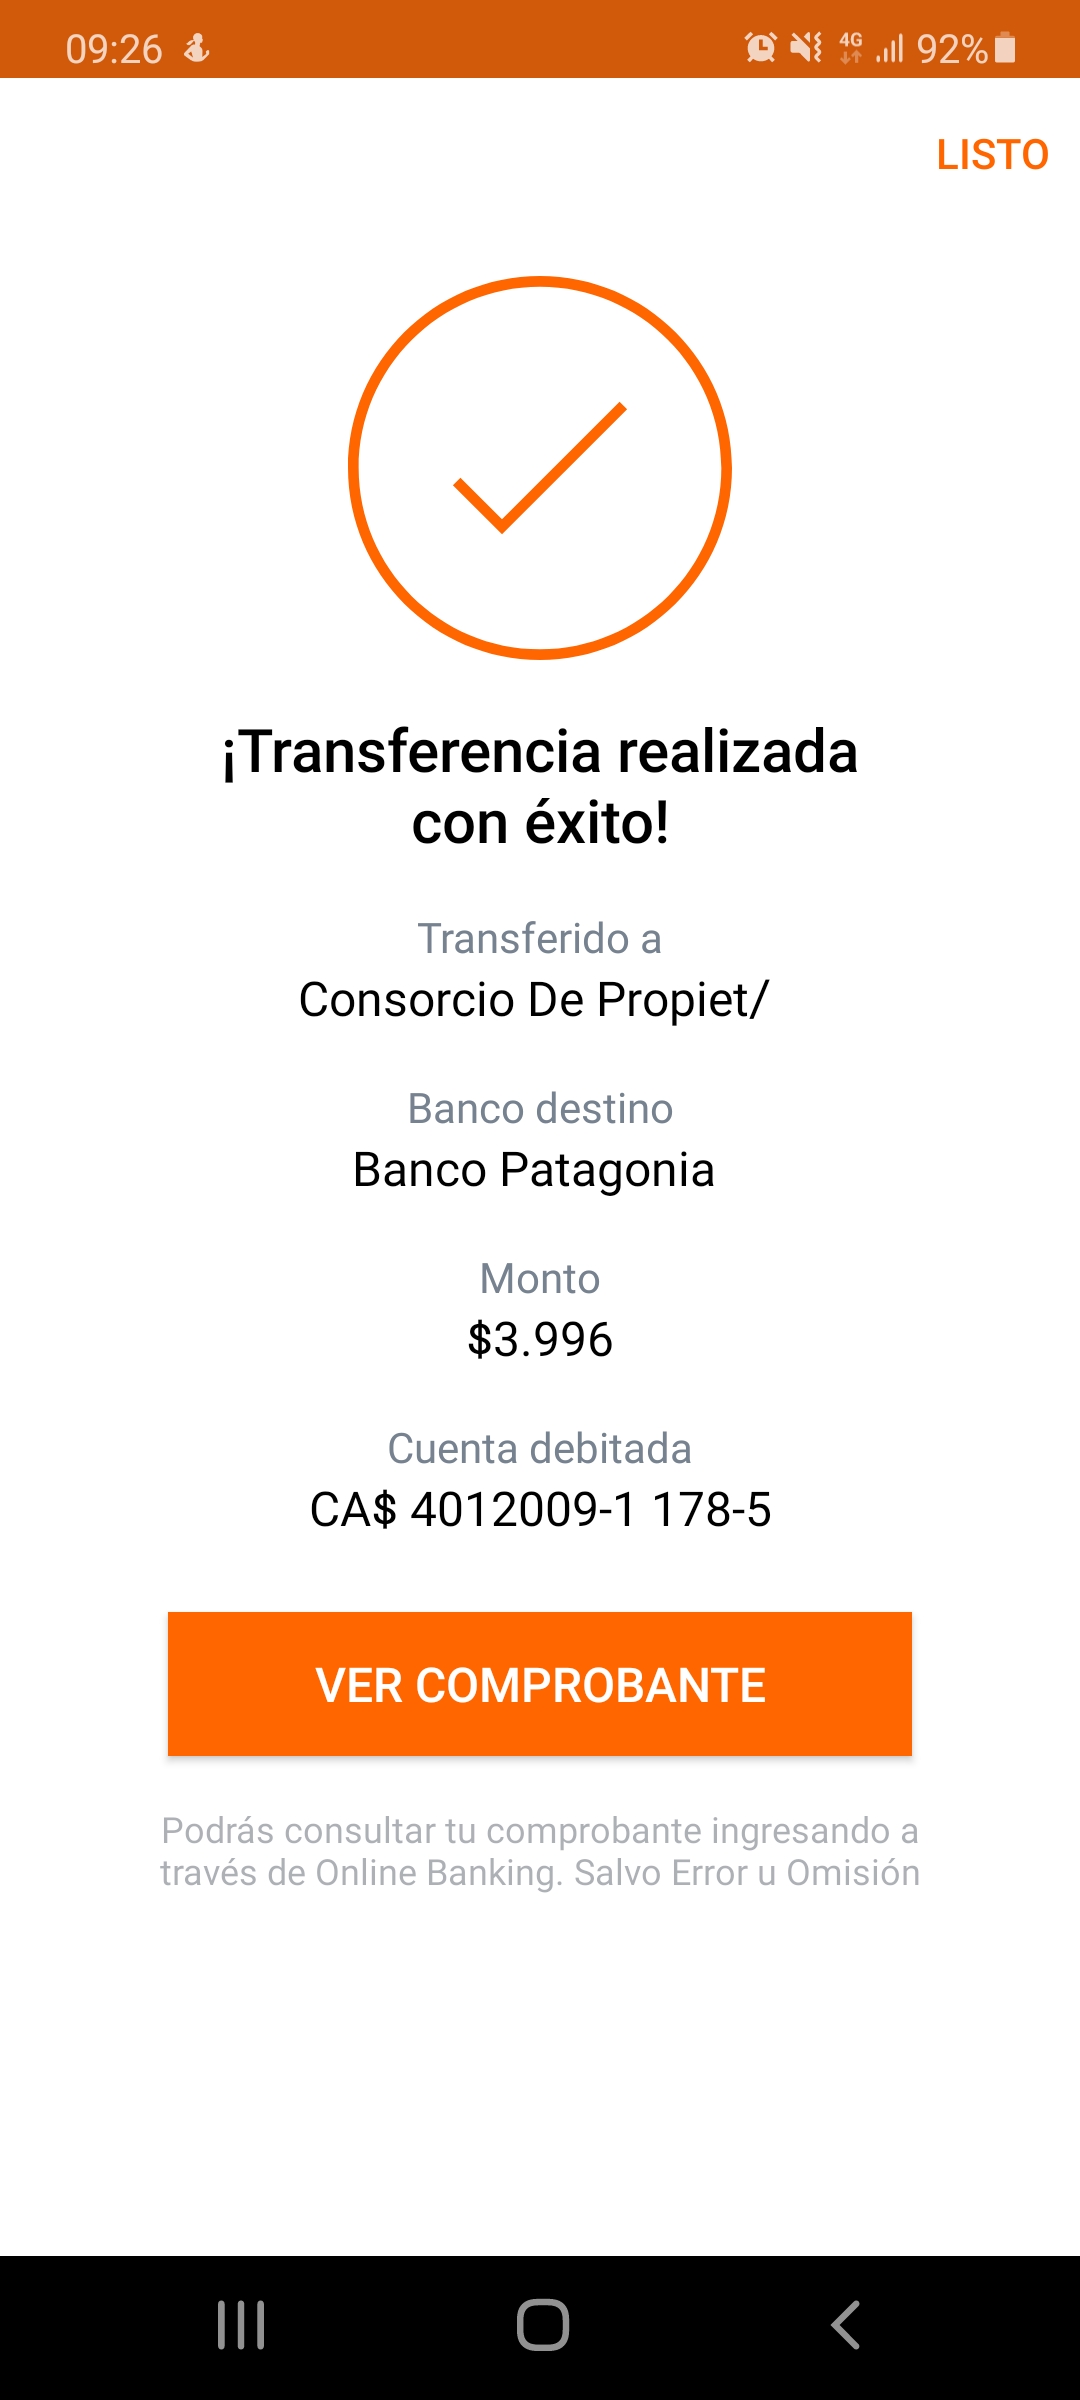 09:26
4G
92%
LISTO
¡Transferencia realizada
con éxito!
Transferido a
Consorcio De Propiet/
Banco destino
Banco Patagonia
Monto
$3.996
Cuenta debitada
CA$ 4012009-1 178-5
VER COMPROBANTE
Podrás consultar tu comprobante ingresando a
través de Online Banking. Salvo Error u Omisión